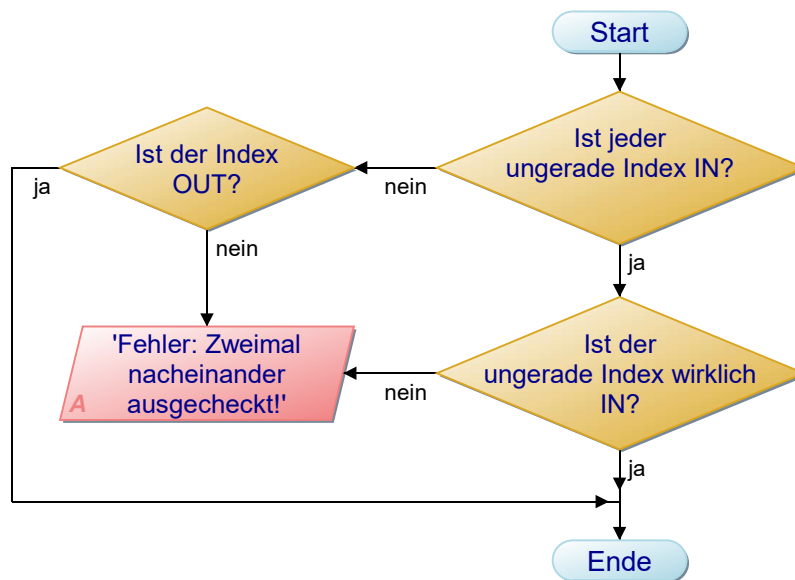 Start
Ist jeder
ungerade Index IN?
nein
ja
Ist der Index
OUT?
ja
nein
'Fehler: Zweimal
nacheinander
ausgecheckt!'
A
Ist der
ungerade Index wirklich
IN?
nein
ja
Ende